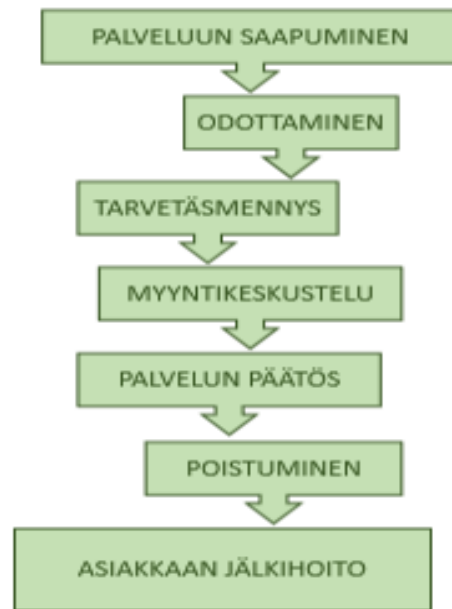 PALVELUUN SAAPUMINEN
ODOTTAMINEN
TARVETÄSMENNYS
MYYNTIKESKUSTELU
PALVELUN PÄÄTÖS
POISTUMINEN
ASIAKKAAN JÄLKIHOITO